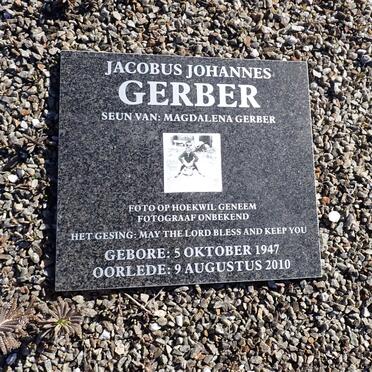 JACOBUS JOHANNES
GERBER
SEUN VAN: MAGDALENA GERBER
FOTO OP HOEKWIL GENEEM
FOTOGRAAF ONBEKEND
HET GESING: MAY THE LORD BLESS AND KEEP YOU
GEBORE: 5 OKTOBER 1947
OORLEDE: 9 AUGUSTUS 2010